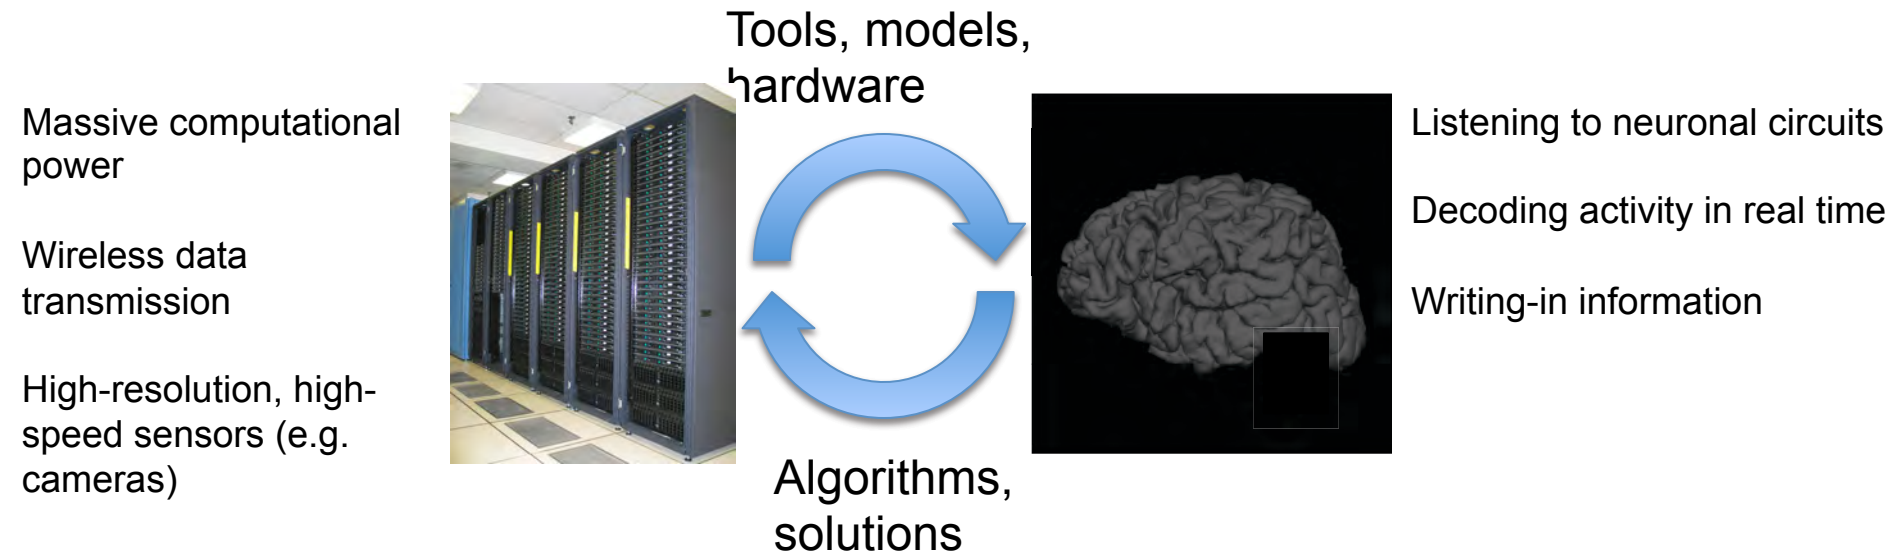 Tools, models,
hardware
Massive computational
power
Wireless data
transmission
High-resolution, high-
speed sensors (e.g.
cameras)
Listening to neuronal circuits
Decoding activity in real time
Writing-in information
Algorithms,
solutions